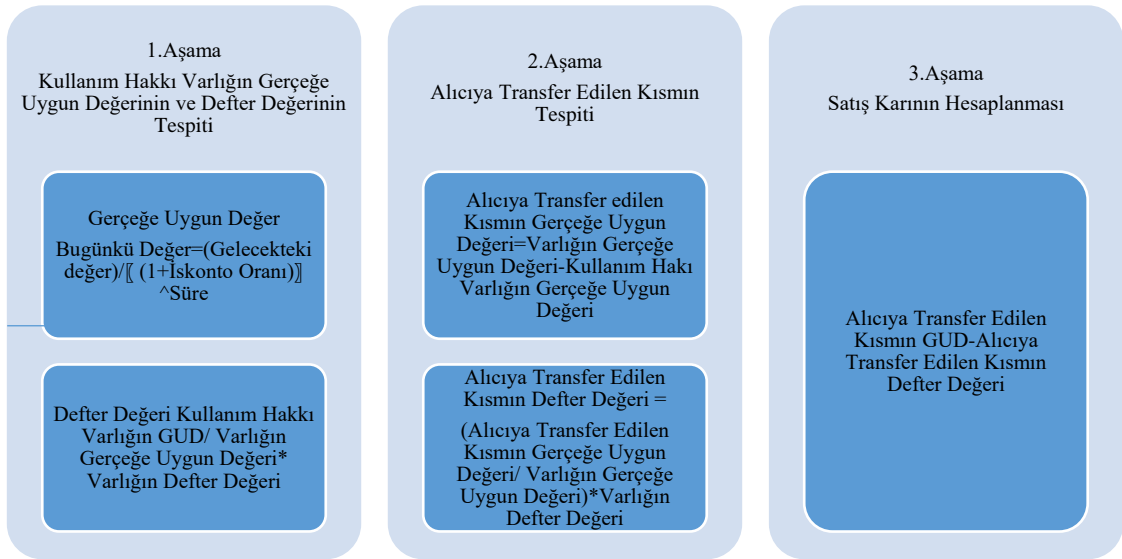 1.Aşama
Kullanım Hakkı Varlığın Gerçeğe
Uygun Değerinin ve Defter Değerinin
Tespiti
Gerçeğe Uygun Değer
Bugünkü Değer=(Gelecekteki
değer)/〖 (1+İskonto Oranı)〗
^Süre
Defter Değeri Kullanım Hakkı
Varlığın GUD/ Varlığın
Gerçeğe Uygun Değeri*
Varlığın Defter Değeri
2.Aşama
Alıcıya Transfer Edilen Kısmın
Tespiti
Alıcıya Transfer edilen
Kısmın Gerçeğe Uygun
Değeri=Varlığın Gerçeğe
Uygun Değeri-Kullanım Hakı
Varlığın Gerçeğe Uygun
Değeri
Alıcıya Transfer Edilen
Kısmın Defter Değeri =
(Alıcıya Transfer Edilen
Kısmın Gerçeğe Uygun
Değeri/ Varlığın Gerçeğe
Uygun Değeri)*Varlığın
Defter Değeri
3.Aşama
Satış Karının Hesaplanması
Alıcıya Transfer Edilen
Kısmın GUD-Alıcıya
Transfer Edilen Kısmın
Defter Değeri